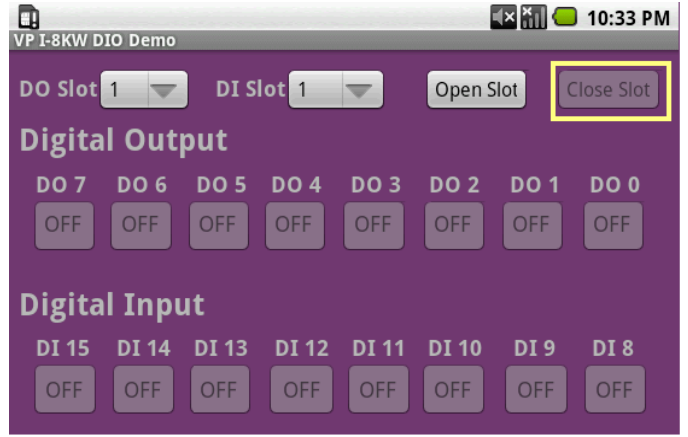 10:33 PM
VP I-8KW DIO Demo
DO Slot 1 DI Slot 1 Open Slot Close Slot
Digital Output
DO 7 DO 6 DO 5 DO 4 DO 3 DO 2 DO 1 DO 0
OFF OFF OFF OFF OFF OFF OFF OFF
Digital Input
DI 15 DI 14 DI 13 DI 12 DI 11 DI 10 DI 9 DI 8
OFF OFF OFF OFF OFF OFF OFF OFF